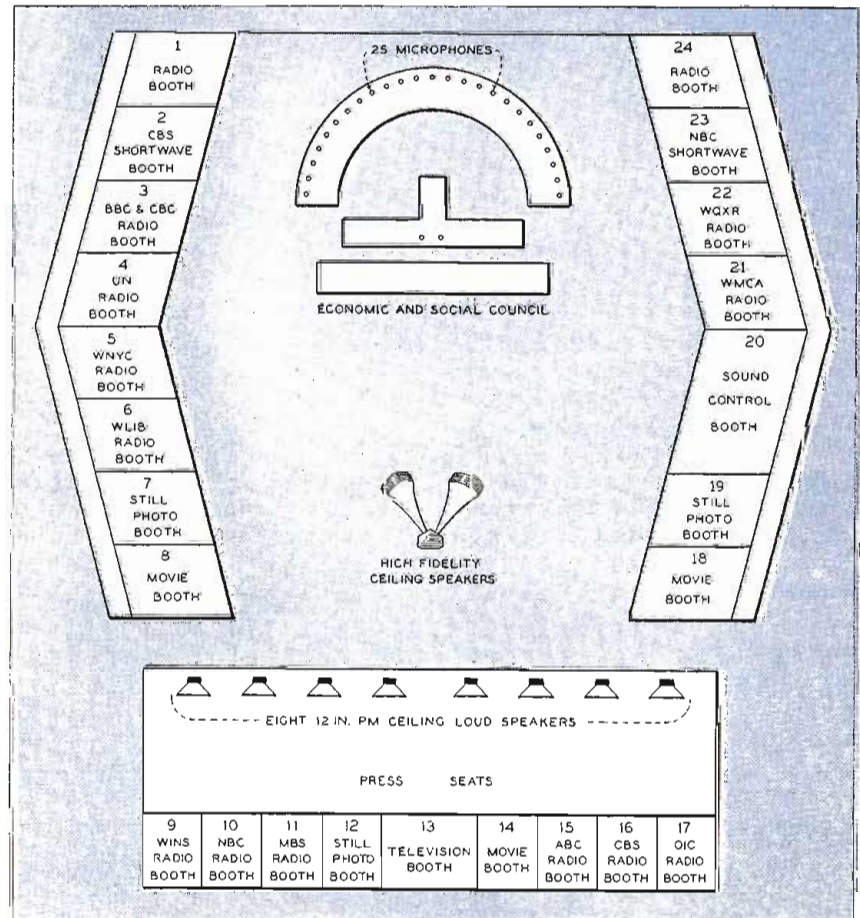 25 MICROPHONES
1
RADIO
BOOTH
2
CBS
SHORTWAVE
BOOTH
3
BBC & CBC
RADIO
BOOTH
4
UN
RADIO
BOOTH
5
WNYC
RADIO
BOOTH
6
WLIB
RADIO
BOOTH
7
STILL
PHOTO
BOOTH
8
MOVIE
BOOTH
ECONOMIC AND SOCIAL COUNCIL
HIGH FIDELITY
CEILING SPEAKERS
24
RADIO
BOOTH
23
NBC
SHORTWAVE
BOOTH
22
WQXR
RADIO
BOOTH
21
WMCA
RADIO
BOOTH
20
SOUND
CONTROL
BOOTH
19
STILL
PHOTO
BOOTH
18
MOVIE
BOOTH
EIGHT 12 IN. PM CEILING LOUD SPEAKERS
PRESS SEATS
9
WINS
RADIO
BOOTH
10
NBC
RADIO
BOOTH
11
MBS
RADIO
BOOTH
12
STILL
PHOTO
BOOTH
13
TELEVISION
BOOTH
14
MOVIE
BOOTH
15
ABC
RADIO
BOOTH
16
CBS
RADIO
BOOTH
17
OIC
RADIO
BOOTH